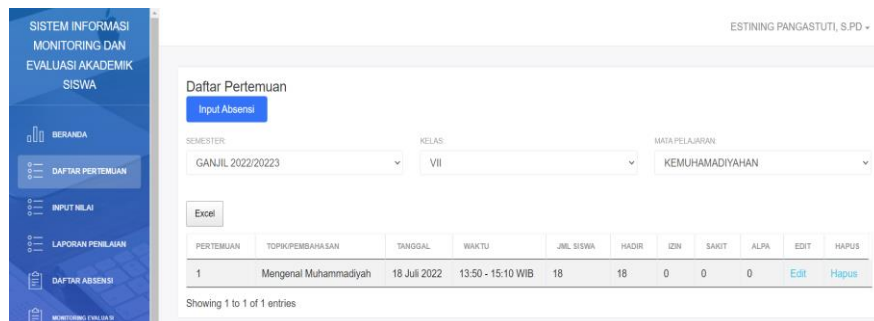 SISTEM INFORMASI
MONITORING DAN
EVALUASI AKADEMIK
SISWA
BERANDA
DAFTAR PERTEMUAN
INPUT NILAI
LAPORAN PENILAIAN
DAFTAR ABSENSI
MONITORING EVALUASI
ESTINING PANGASTUTI, S.PD
Daftar Pertemuan
Input Absensi
SEMESTER: KELAS: MATA PELAJARAN:
GANJIL 2022/20223 VII KEMUHAMADIYAHAN
Excel
PERTEMUAN TOPIK/PEMBAHASAN TANGGAL WAKTU JML SISWA HADIR IZIN SAKIT ALPA EDIT HAPUS
1 Mengenal Muhammadiyah 18 Juli 2022 13:50 - 15:10 WIB 18 18 0 0 0 Edit Hapus
Showing 1 to 1 of 1 entries